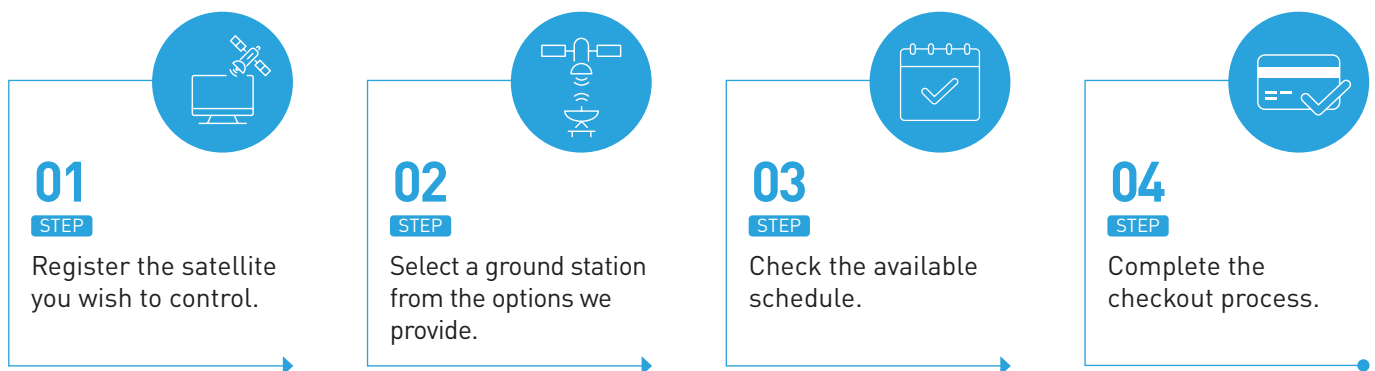 01
STEP
Register the satellite
you wish to control.
02
STEP
Select a ground station
from the options we
provide.
03
STEP
Check the available
schedule.
04
STEP
Complete the
checkout process.